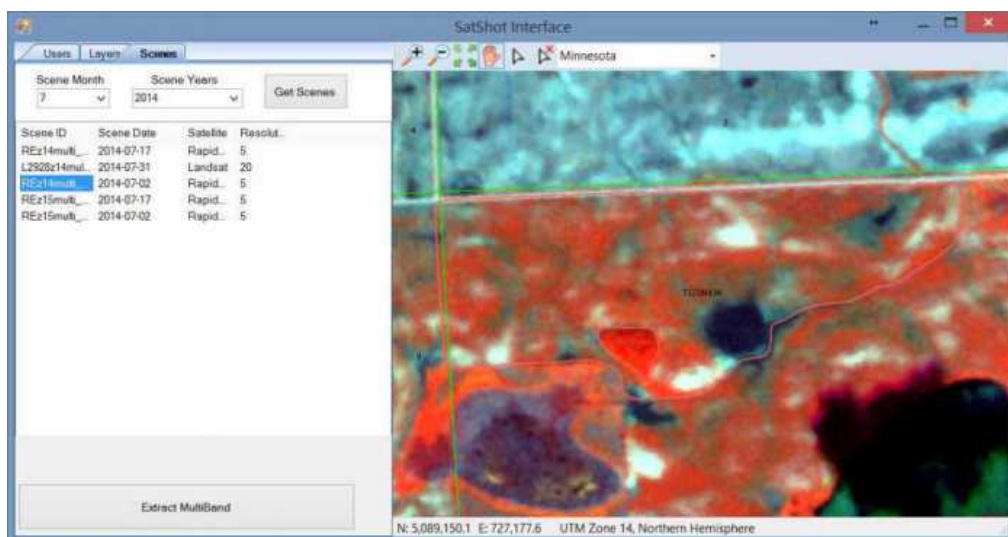 SatShot Interface
Users Layers Scenes
Minnesota
Scene Month Scene Years
7 2014 Get Scenes
Scene ID Scene Date Satellite Resolut..
REz14multi_... 2014-07-17 Rapid... 5
L2928z14mul... 2014-07-31 Landsat 20
REz14multi_... 2014-07-02 Rapid... 5
REz15multi_... 2014-07-17 Rapid... 5
REz15multi_... 2014-07-02 Rapid... 5
Extract MultiBand
N: 5,089,150.1 E: 727,177.6 UTM Zone 14, Northern Hemisphere